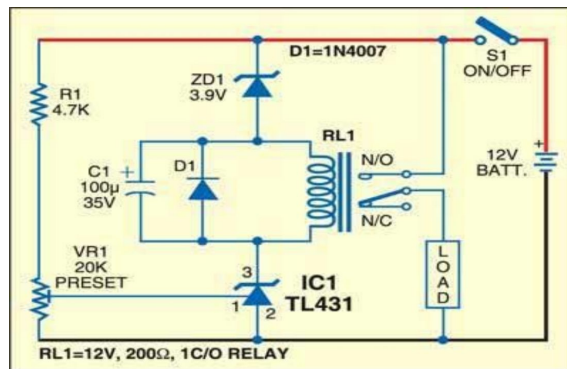 D1=1N4007
S1
ON/OFF
ZD1
3.9V
R1
4.7K
RL1
N/O
+
12V
BATT.
C1
100µ
35V
+
D1
N/C
VR1
20K
PRESET
3
1
2
IC1
TL431
LOAD
RL1=12V, 200Ω, 1C/O RELAY